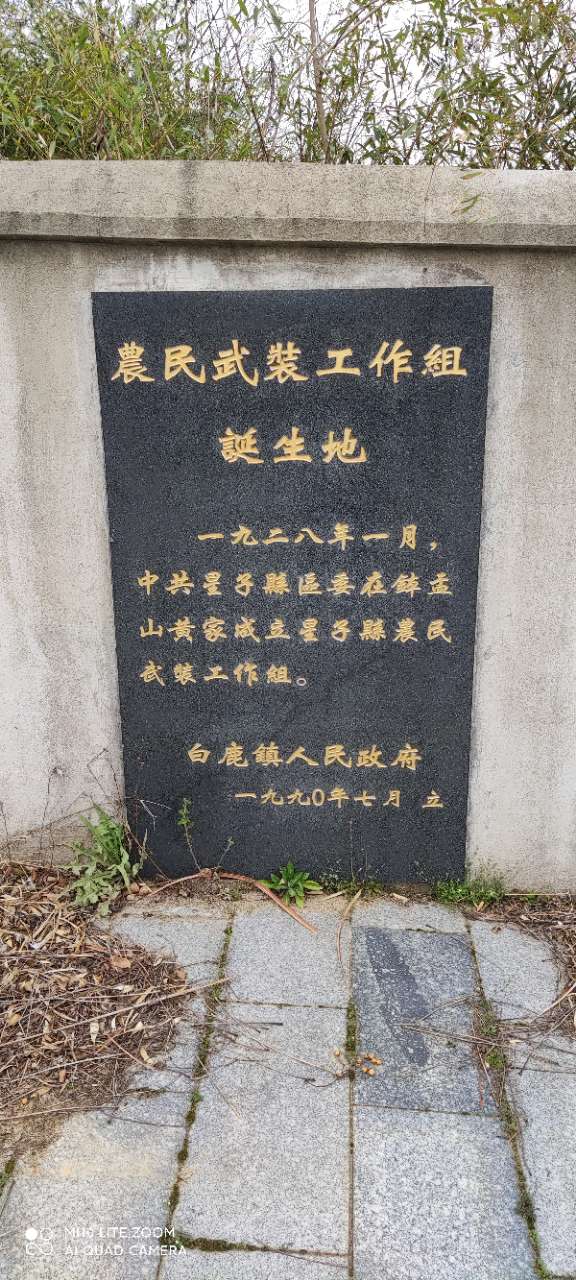 農民武裝工作組
誕生地
一九二八年一月，
中共星子縣區委在鉢盂
山黄家成立星子縣農民
武裝工作組。
白鹿鎮人民政府
一九九0年七月 立
MI 10 LITE ZOOM
AI QUAD CAMERA